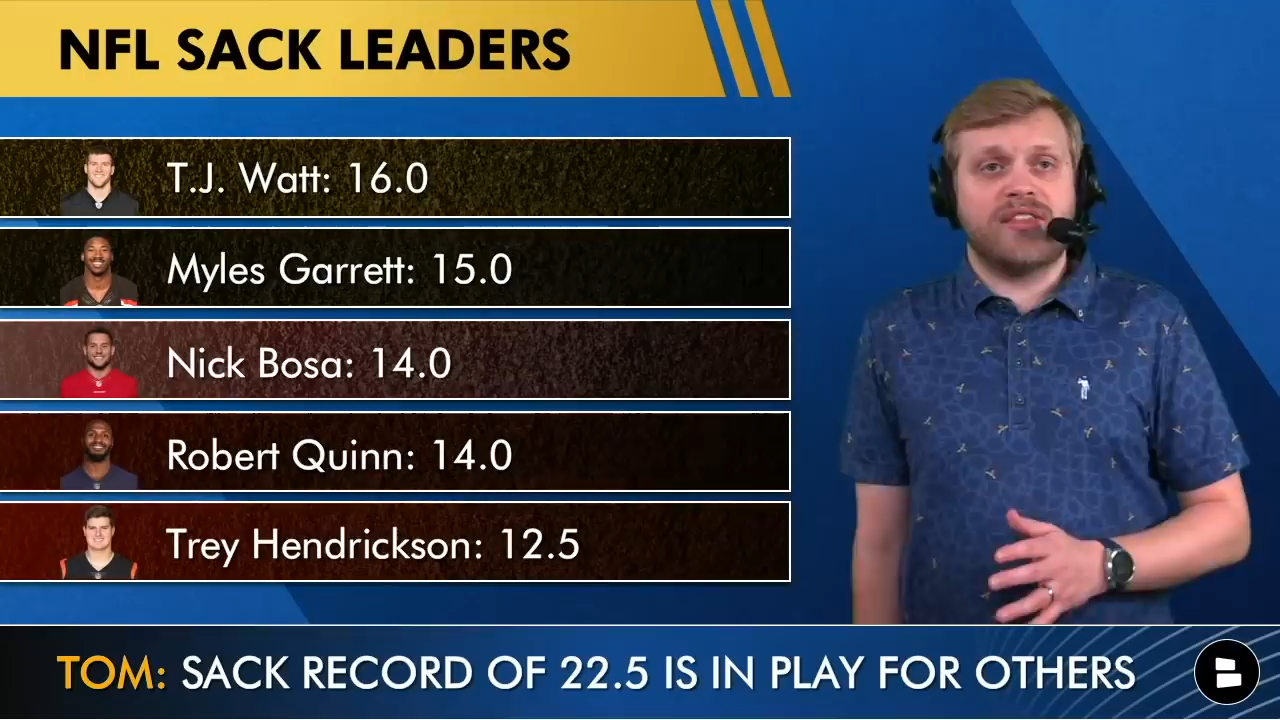 NFL SACK LEADERS
T.J. Watt: 16.0
Myles Garrett: 15.0
Nick Bosa: 14.0
Robert Quinn: 14.0
Trey Hendrickson: 12.5
TOM: SACK RECORD OF 22.5 IS IN PLAY FOR OTHERS